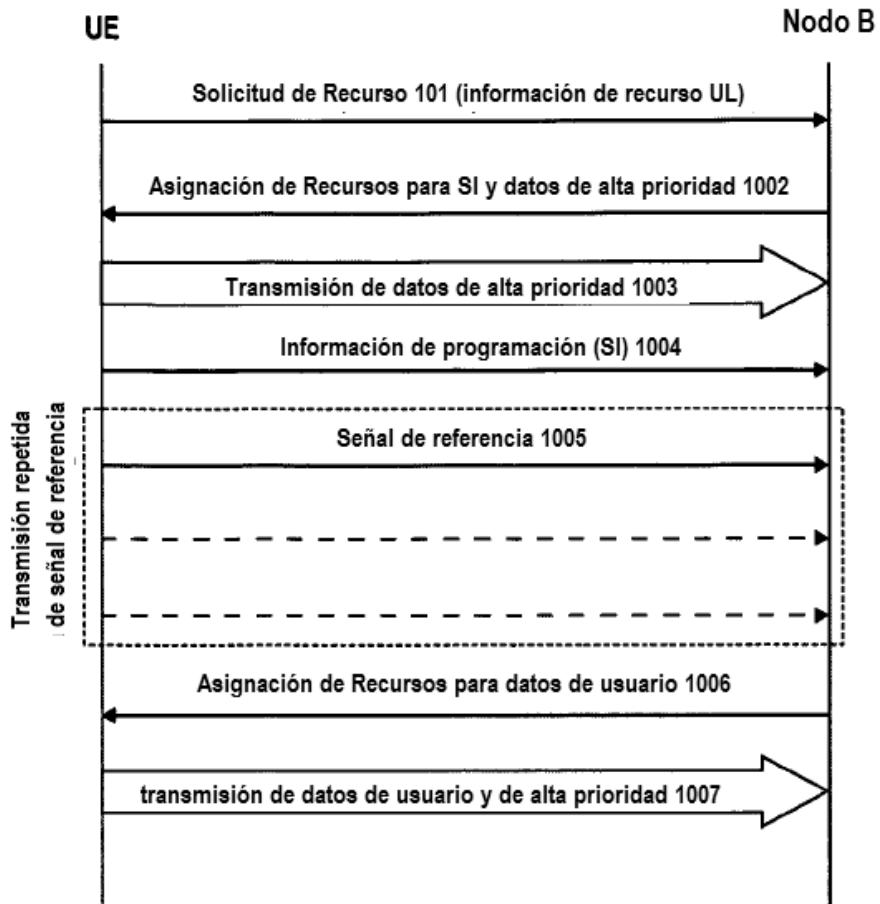 UE
Nodo B
Solicitud de Recurso 101 (información de recurso UL)
Asignación de Recursos para SI y datos de alta prioridad 1002
Transmisión de datos de alta prioridad 1003
Información de programación (SI) 1004
Transmisión repetida
de señal de referencia
Señal de referencia 1005
Asignación de Recursos para datos de usuario 1006
transmisión de datos de usuario y de alta prioridad 1007